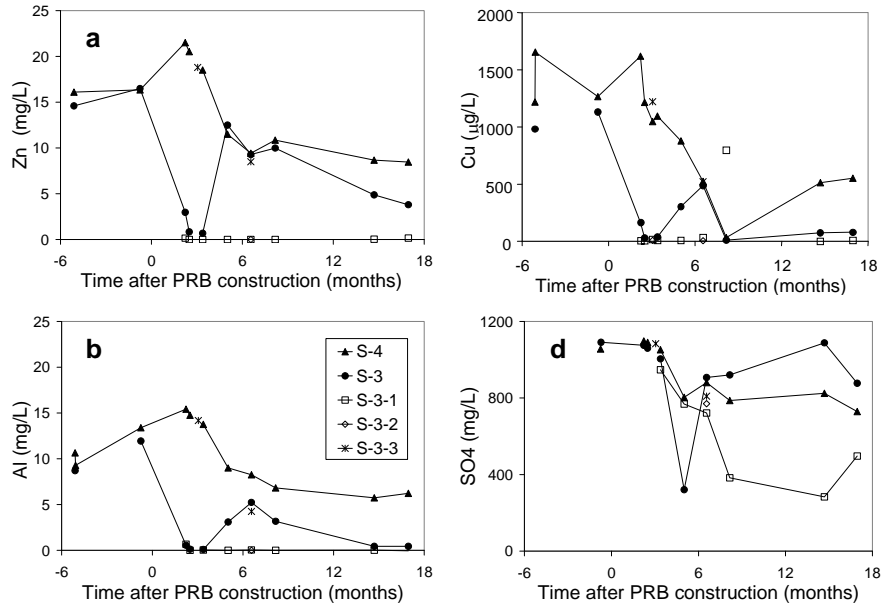 a
25
20
15
10
5
0
Zn (mg/L)
-6 0 6 12 18
Time after PRB construction (months)
2000
1500
1000
500
0
Cu (μg/L)
-6 0 6 12 18
Time after PRB construction (months)
b
25
20
15
10
5
0
Al (mg/L)
S-4
S-3
S-3-1
S-3-2
S-3-3
-6 0 6 12 18
Time after PRB construction (months)
d
1200
800
400
0
SO4 (mg/L)
-6 0 6 12 18
Time after PRB construction (months)